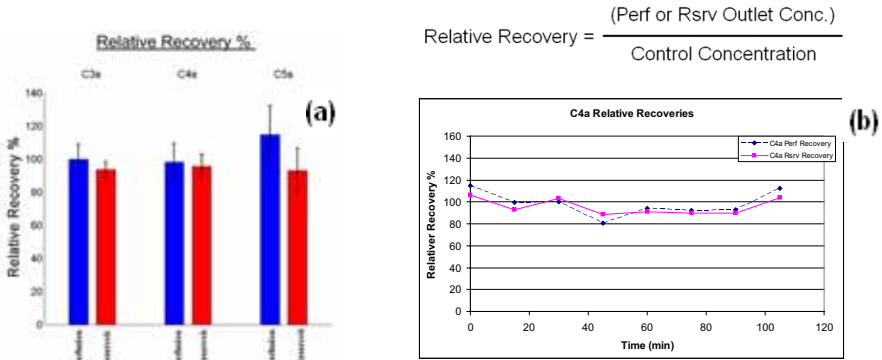 Relative Recovery %
C3a C4a C5a
(a)
Relative Recovery %
140
120
100
80
60
40
20
0
Relative Recovery = (Perf or Rsrv Outlet Conc.)
Control Concentration
(b)
C4a Relative Recoveries
C4a Perf Recovery
C4a Rsrv Recovery
Relativer Recovery %
160
140
120
100
80
60
40
20
0
0 20 40 60 80 100 120
Time (min)